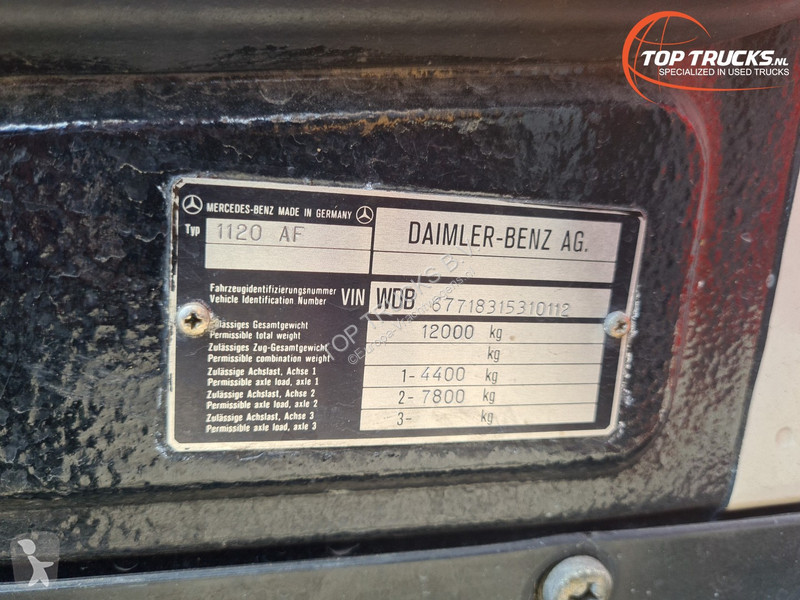 TOP TRUCKS.NL
SPECIALIZED IN USED TRUCKS
MERCEDES-BENZ MADE IN GERMANY
Typ 1120 AF
DAIMLER-BENZ AG.
Fahrzeugidentifizierungsnummer
Vehicle Identification Number VIN WDB 67718315310112
Zulässiges Gesamtgewicht
Permissible total weight 12000 kg
Zulässiges Zug-Gesamtgewicht
Permissible combination weight kg
Zulässige Achslast, Achse 1
Permissible axle load, axle 1 1- 4400 kg
Zulässige Achslast, Achse 2
Permissible axle load, axle 2 2- 7800 kg
Zulässige Achslast, Achse 3
Permissible axle load, axle 3 3- kg
TOP TRUCKS B.V.